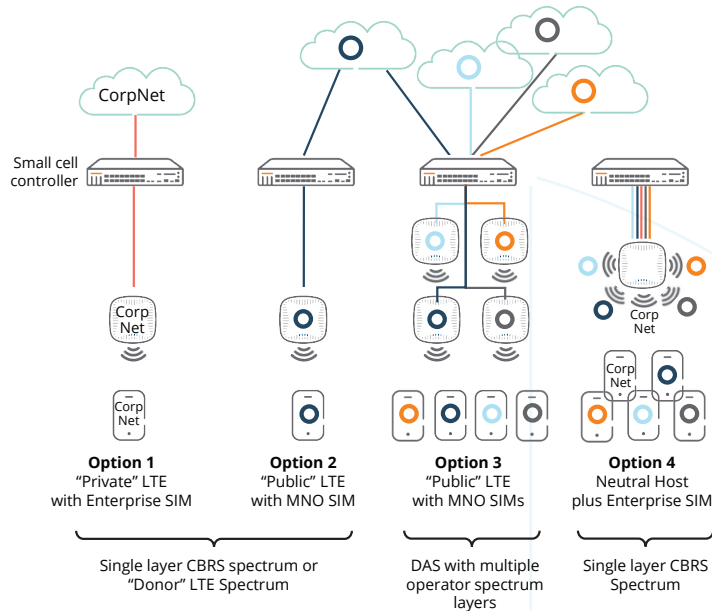 CorpNet
Small cell
controller
Corp
Net
Corp
Net
Corp
Net
Corp
Net
Option 1
“Private” LTE
with Enterprise SIM
Option 2
“Public” LTE
with MNO SIM
Option 3
“Public” LTE
with MNO SIMs
Option 4
Neutral Host
plus Enterprise SIM
Single layer CBRS spectrum or
“Donor” LTE Spectrum
DAS with multiple
operator spectrum
layers
Single layer CBRS
Spectrum